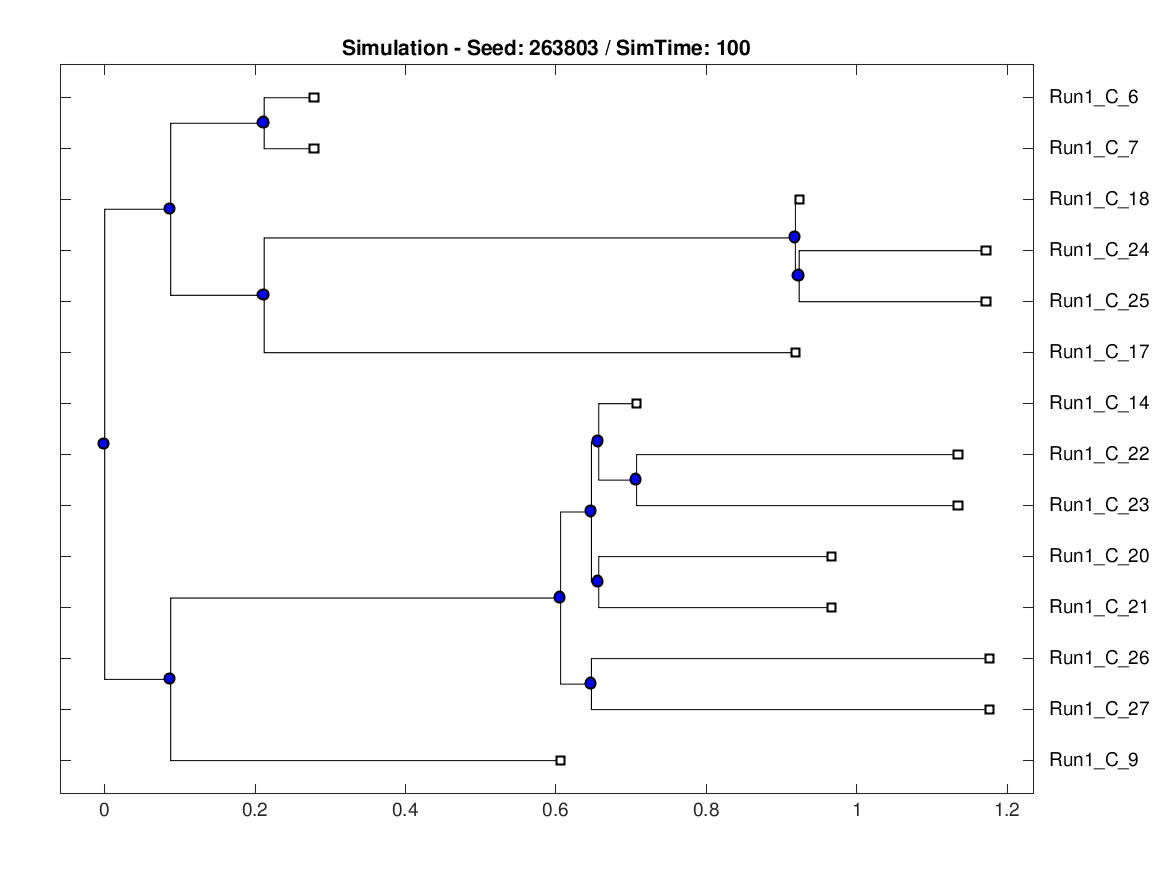 Simulation - Seed: 263803 / SimTime: 100
Run1_C_6
Run1_C_7
Run1_C_18
Run1_C_24
Run1_C_25
Run1_C_17
Run1_C_14
Run1_C_22
Run1_C_23
Run1_C_20
Run1_C_21
Run1_C_26
Run1_C_27
Run1_C_9
0 0.2 0.4 0.6 0.8 1 1.2